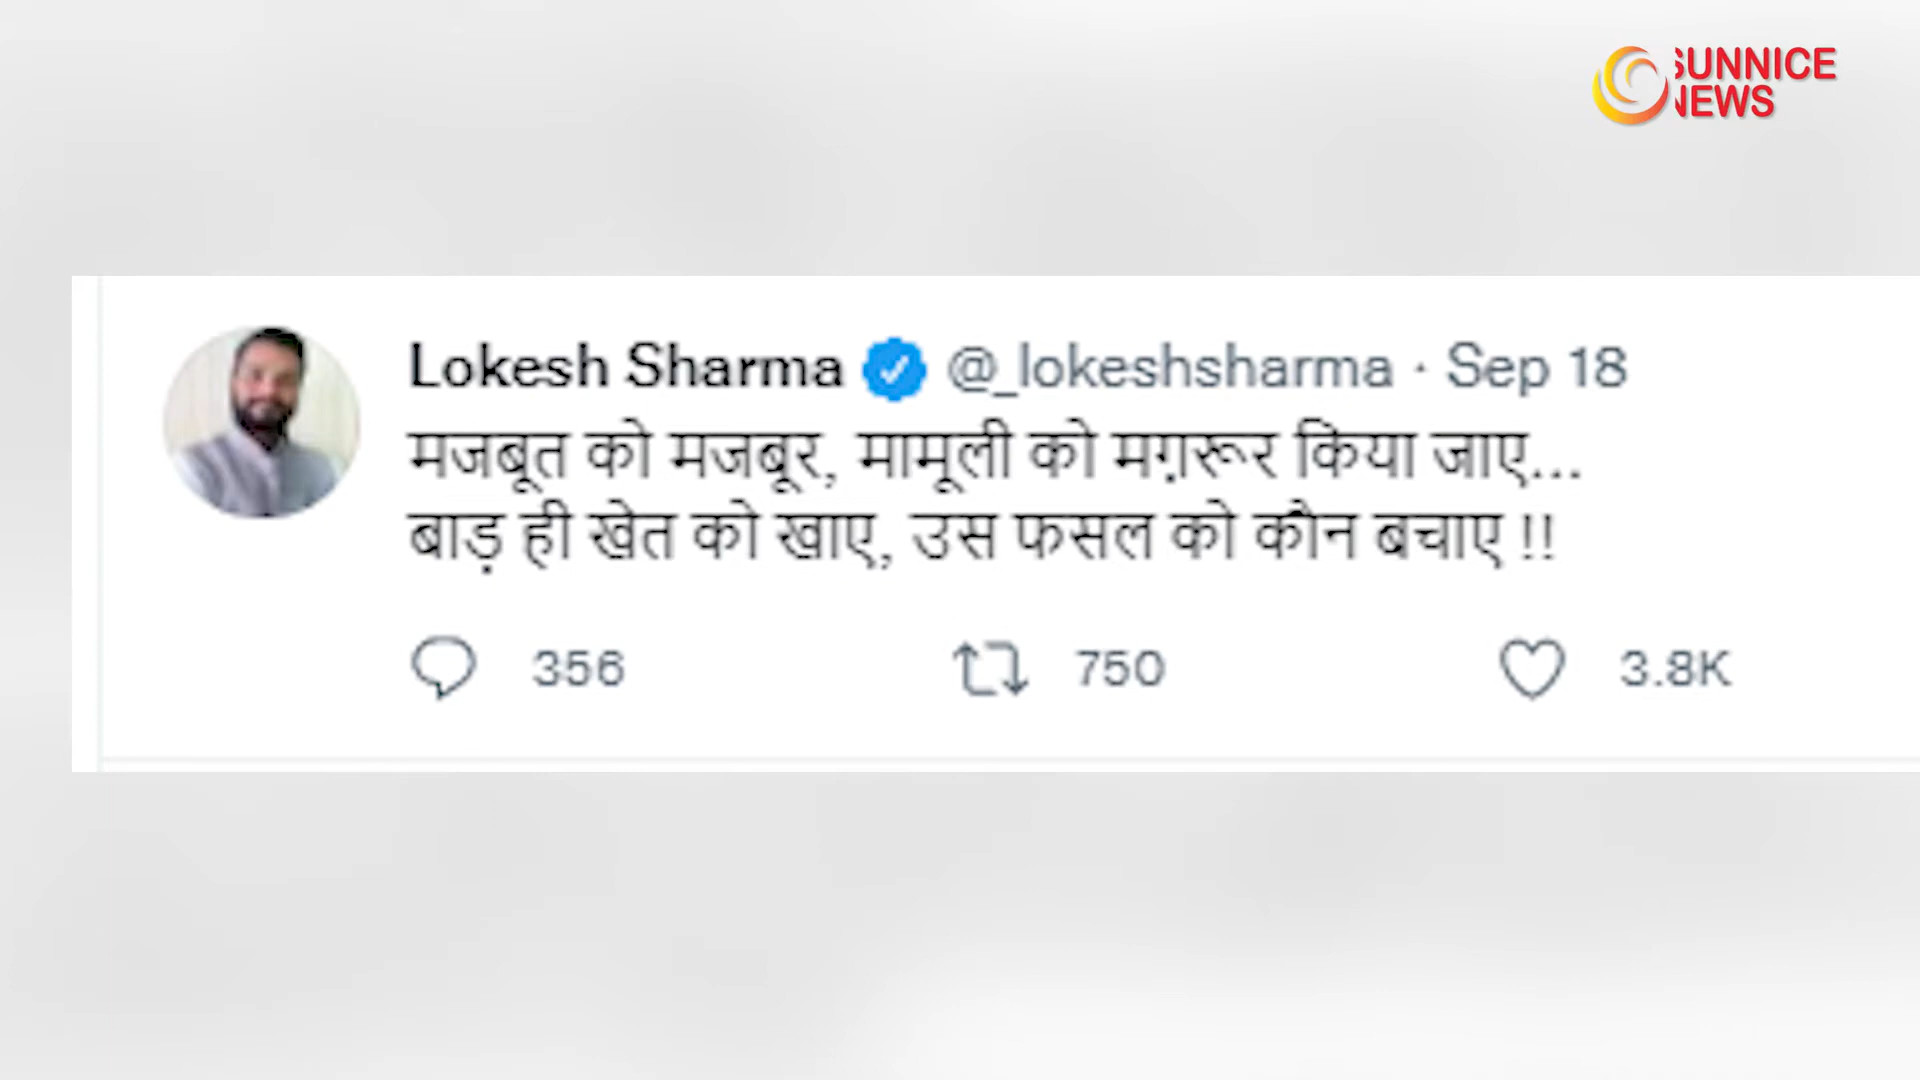 SUNNICE
NEWS
Lokesh Sharma @_lokeshsharma · Sep 18
मजबूत को मजबूर, मामूली को मग़रूर किया जाए...
बाड़ ही खेत को खाए, उस फसल को कौन बचाए !!
356 750 3.8K